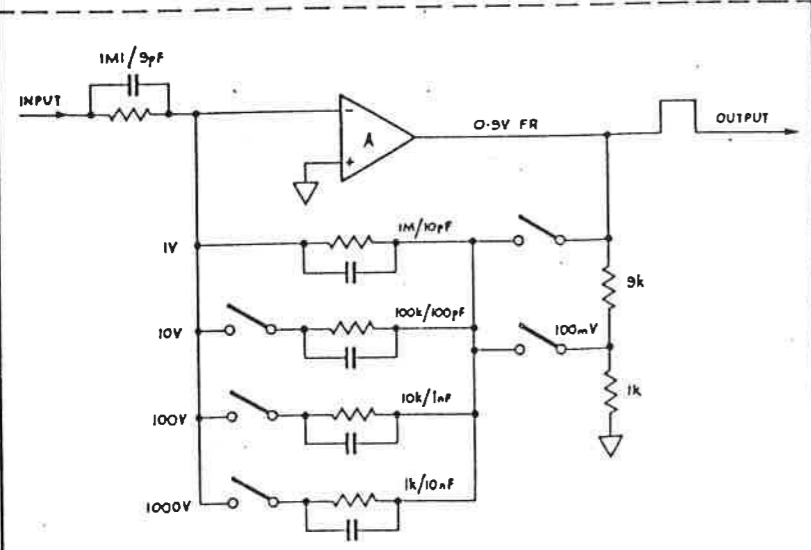 1M1/9pF
INPUT
-
A
+
0.9V FR
OUTPUT
1V
1M/10pF
9k
10V
100k/100pF
100mV
1k
100V
10k/1nF
1000V
1k/10nF